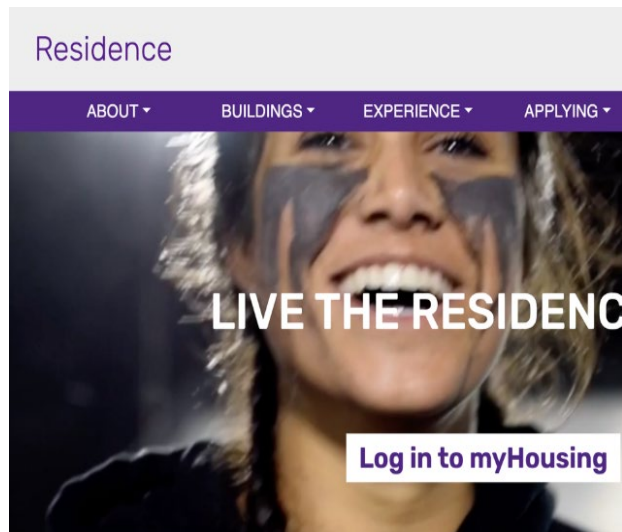 Residence
ABOUT BUILDINGS EXPERIENCE APPLYING
LIVE THE RESIDENC
Log in to myHousing